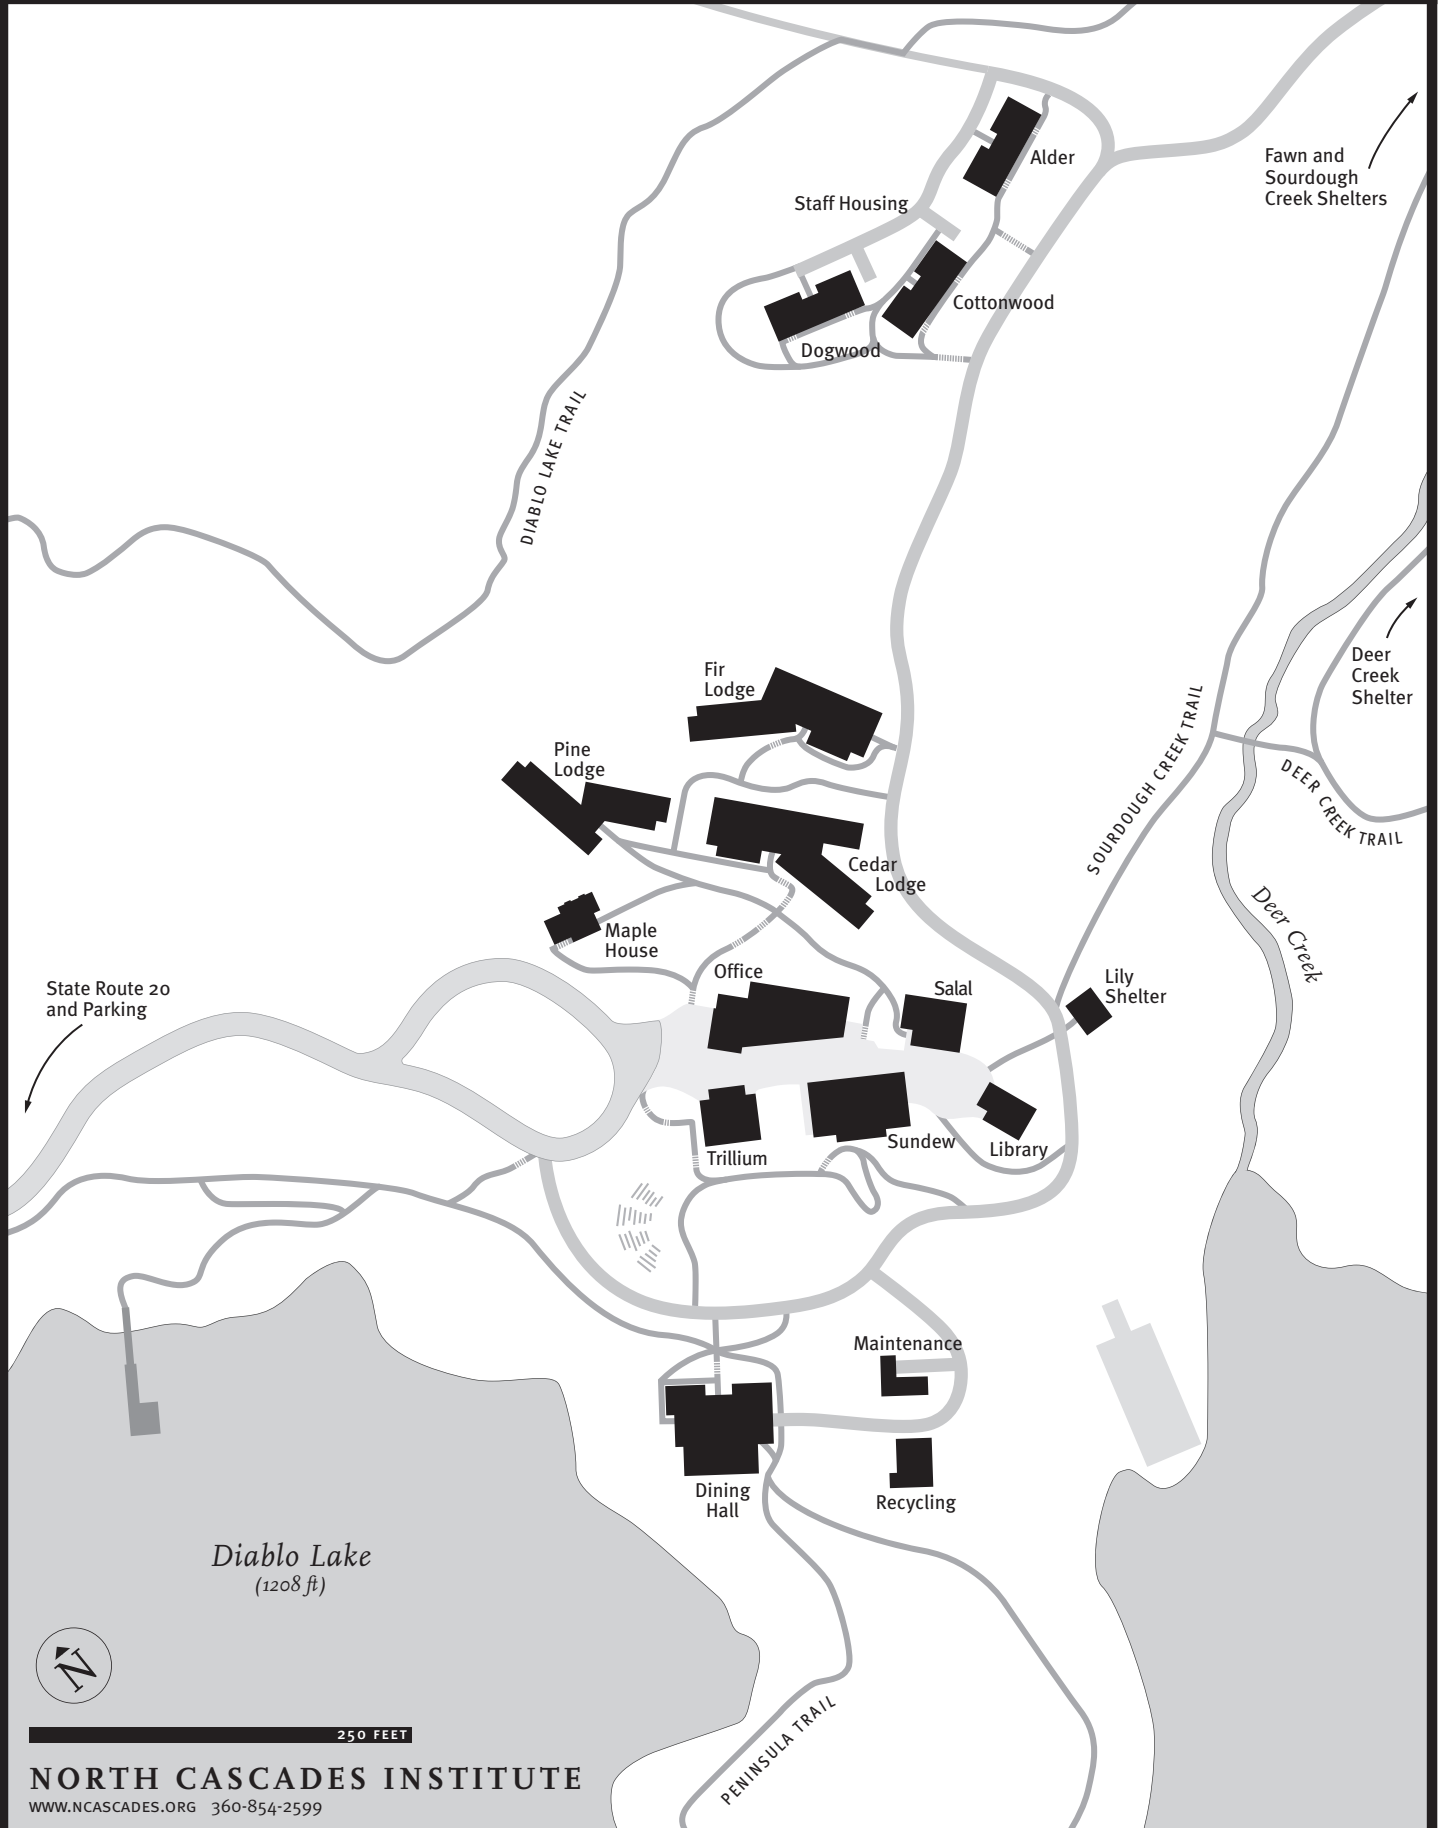 Alder
Fawn and
Sourdough
Creek Shelters
Staff Housing
Cottonwood
Dogwood
DIABLO LAKE TRAIL
Fir
Lodge
Deer
Creek
Shelter
Pine
Lodge
SOURDOUGH CREEK TRAIL
DEER CREEK TRAIL
Cedar
Lodge
Deer Creek
Maple
House
Office
Salal
Lily
Shelter
State Route 20
and Parking
Sundew
Library
Trillium
Maintenance
Dining
Hall
Recycling
Diablo Lake
(1208 ft)
N
PENINSULA TRAIL
250 FEET
NORTH CASCADES INSTITUTE
WWW.NCASCADES.ORG 360-854-2599